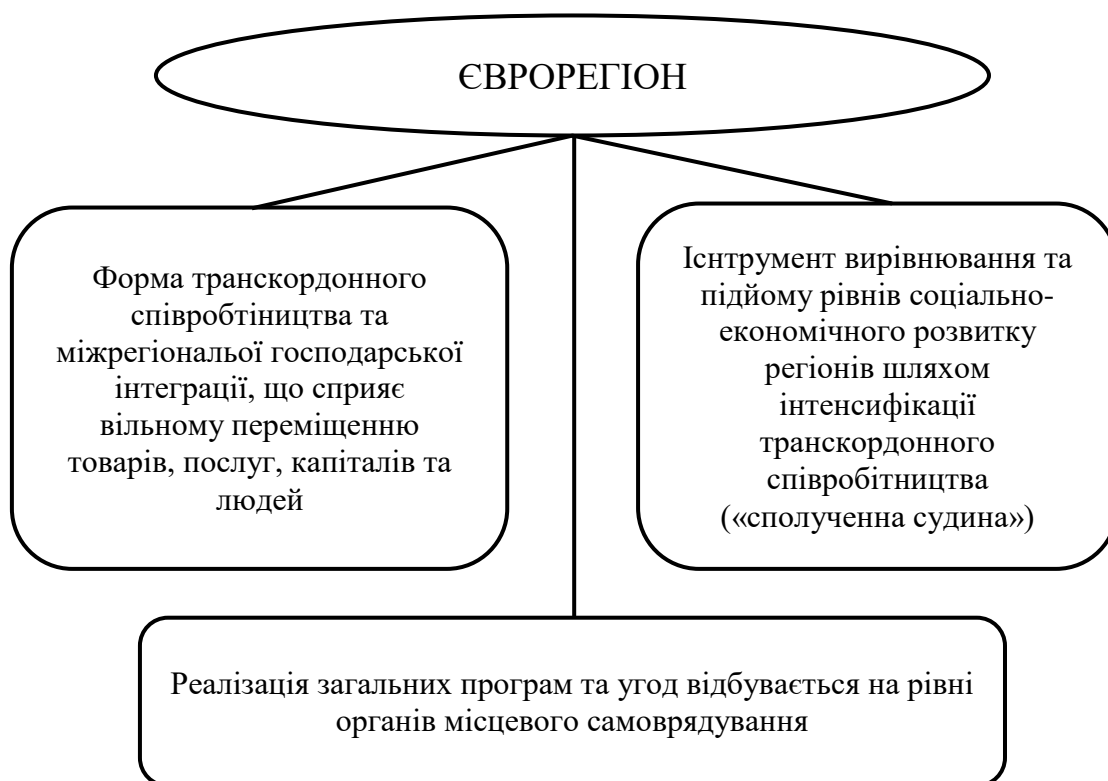 ЄВРОРЕГІОН
Форма транскордонного
співробтіництва та
міжрегіальої господарської
інтеграції, що сприяє
вільному переміщенню
товарів, послуг, капіталів та
людей
Існтрумент вирівнювання та
підйому рівнів соціально-
економічного розвитку
регіонів шляхом
інтенсифікації
транскордонного
співробітництва
(«сполученна судина»)
Реалізація загальних програм та угод відбувається на рівні
органів місцевого самоврядування